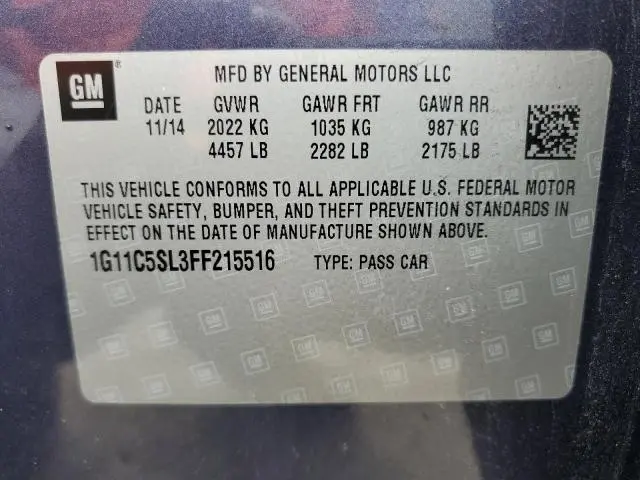 GM ® MFD BY GENERAL MOTORS LLC
DATE GVWR GAWR FRT GAWR RR
11/14 2022 KG 1035 KG 987 KG
4457 LB 2282 LB 2175 LB
THIS VEHICLE CONFORMS TO ALL APPLICABLE U.S. FEDERAL MOTOR
VEHICLE SAFETY, BUMPER, AND THEFT PREVENTION STANDARDS IN
EFFECT ON THE DATE OF MANUFACTURE SHOWN ABOVE.
1G11C5SL3FF215516 TYPE: PASS CAR